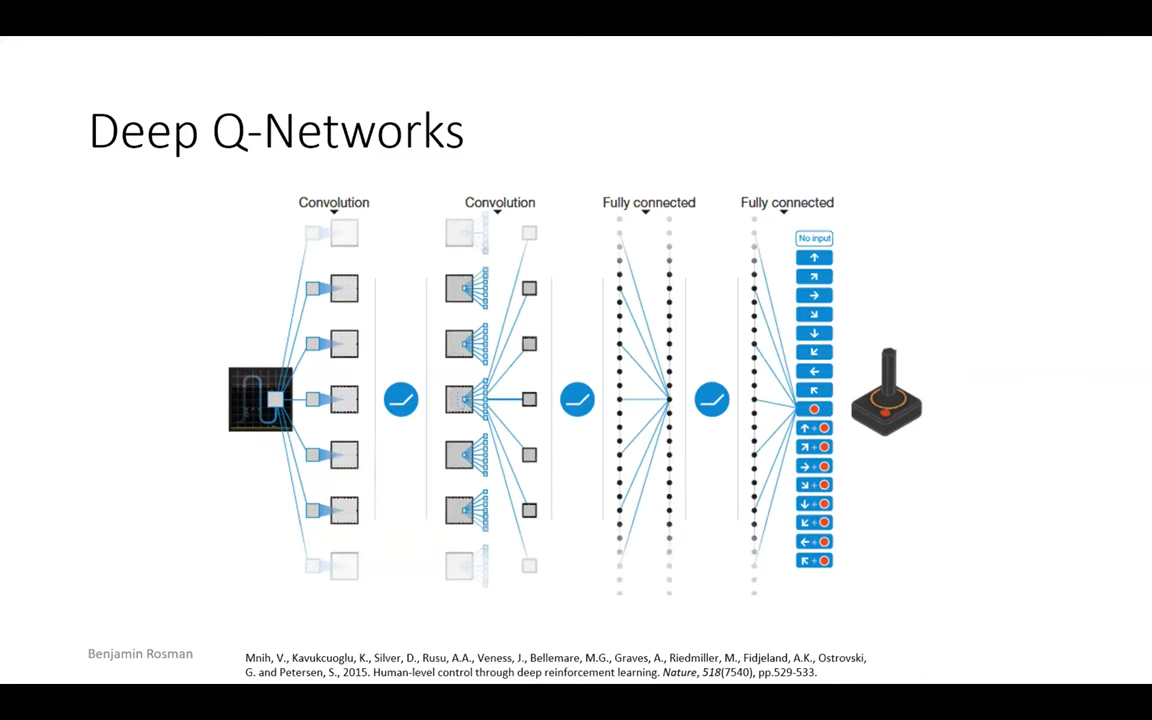 Deep Q-Networks
Convolution
Convolution
Fully connected
Fully connected
No input
Benjamin Rosman
Mnih, V., Kavukcuoglu, K., Silver, D., Rusu, A.A., Veness, J., Bellemare, M.G., Graves, A., Riedmiller, M., Fidjeland, A.K., Ostrovski,
G. and Petersen, S., 2015. Human-level control through deep reinforcement learning. Nature, 518(7540), pp.529-533.